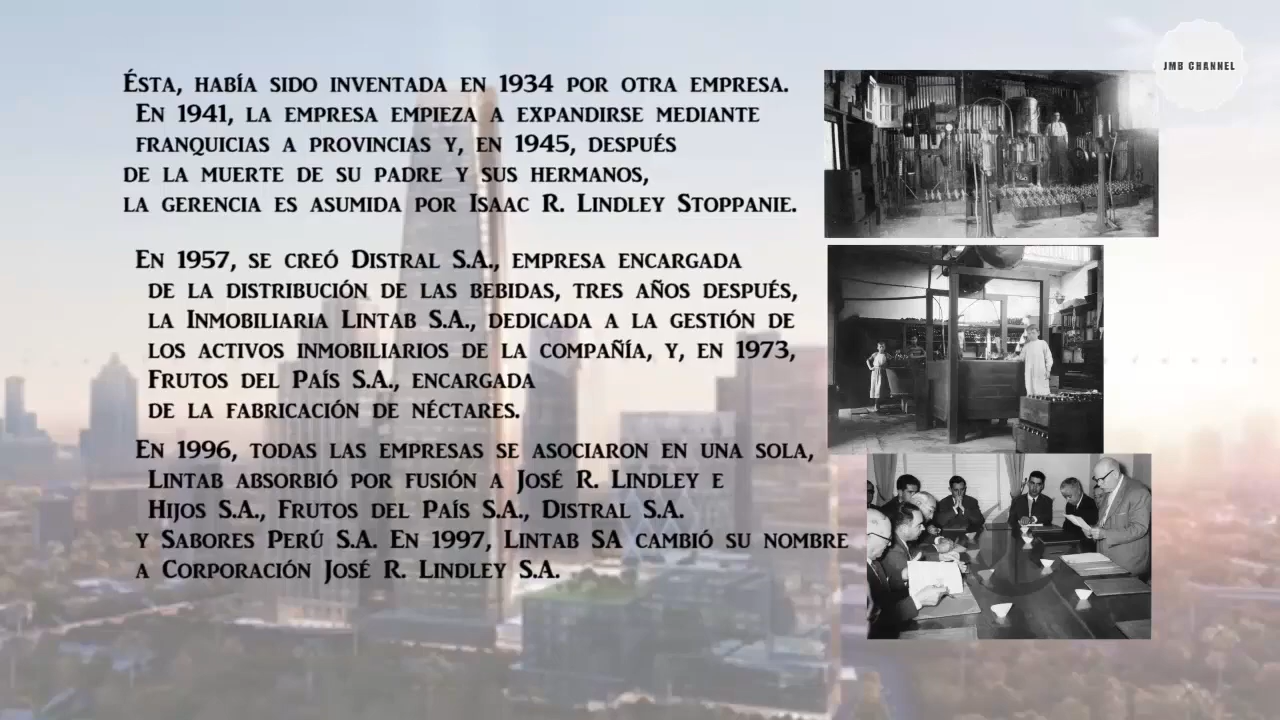 JMB CHANNEL
Ésta, había sido inventada en 1934 por otra empresa.
En 1941, la empresa empieza a expandirse mediante
franquicias a provincias y, en 1945, después
de la muerte de su padre y sus hermanos,
la gerencia es asumida por Isaac R. Lindley Stoppanie.
En 1957, se creó Distral S.A., empresa encargada
de la distribución de las bebidas, tres años después,
la Inmobiliaria Lintab S.A., dedicada a la gestión de
los activos inmobiliarios de la compañía, y, en 1973,
Frutos del País S.A., encargada
de la fabricación de néctares.
En 1996, todas las empresas se asociaron en una sola,
Lintab absorbió por fusión a José R. Lindley e
Hijos S.A., Frutos del País S.A., Distral S.A.
y Sabores Perú S.A. En 1997, Lintab SA cambió su nombre
a Corporación José R. Lindley S.A.